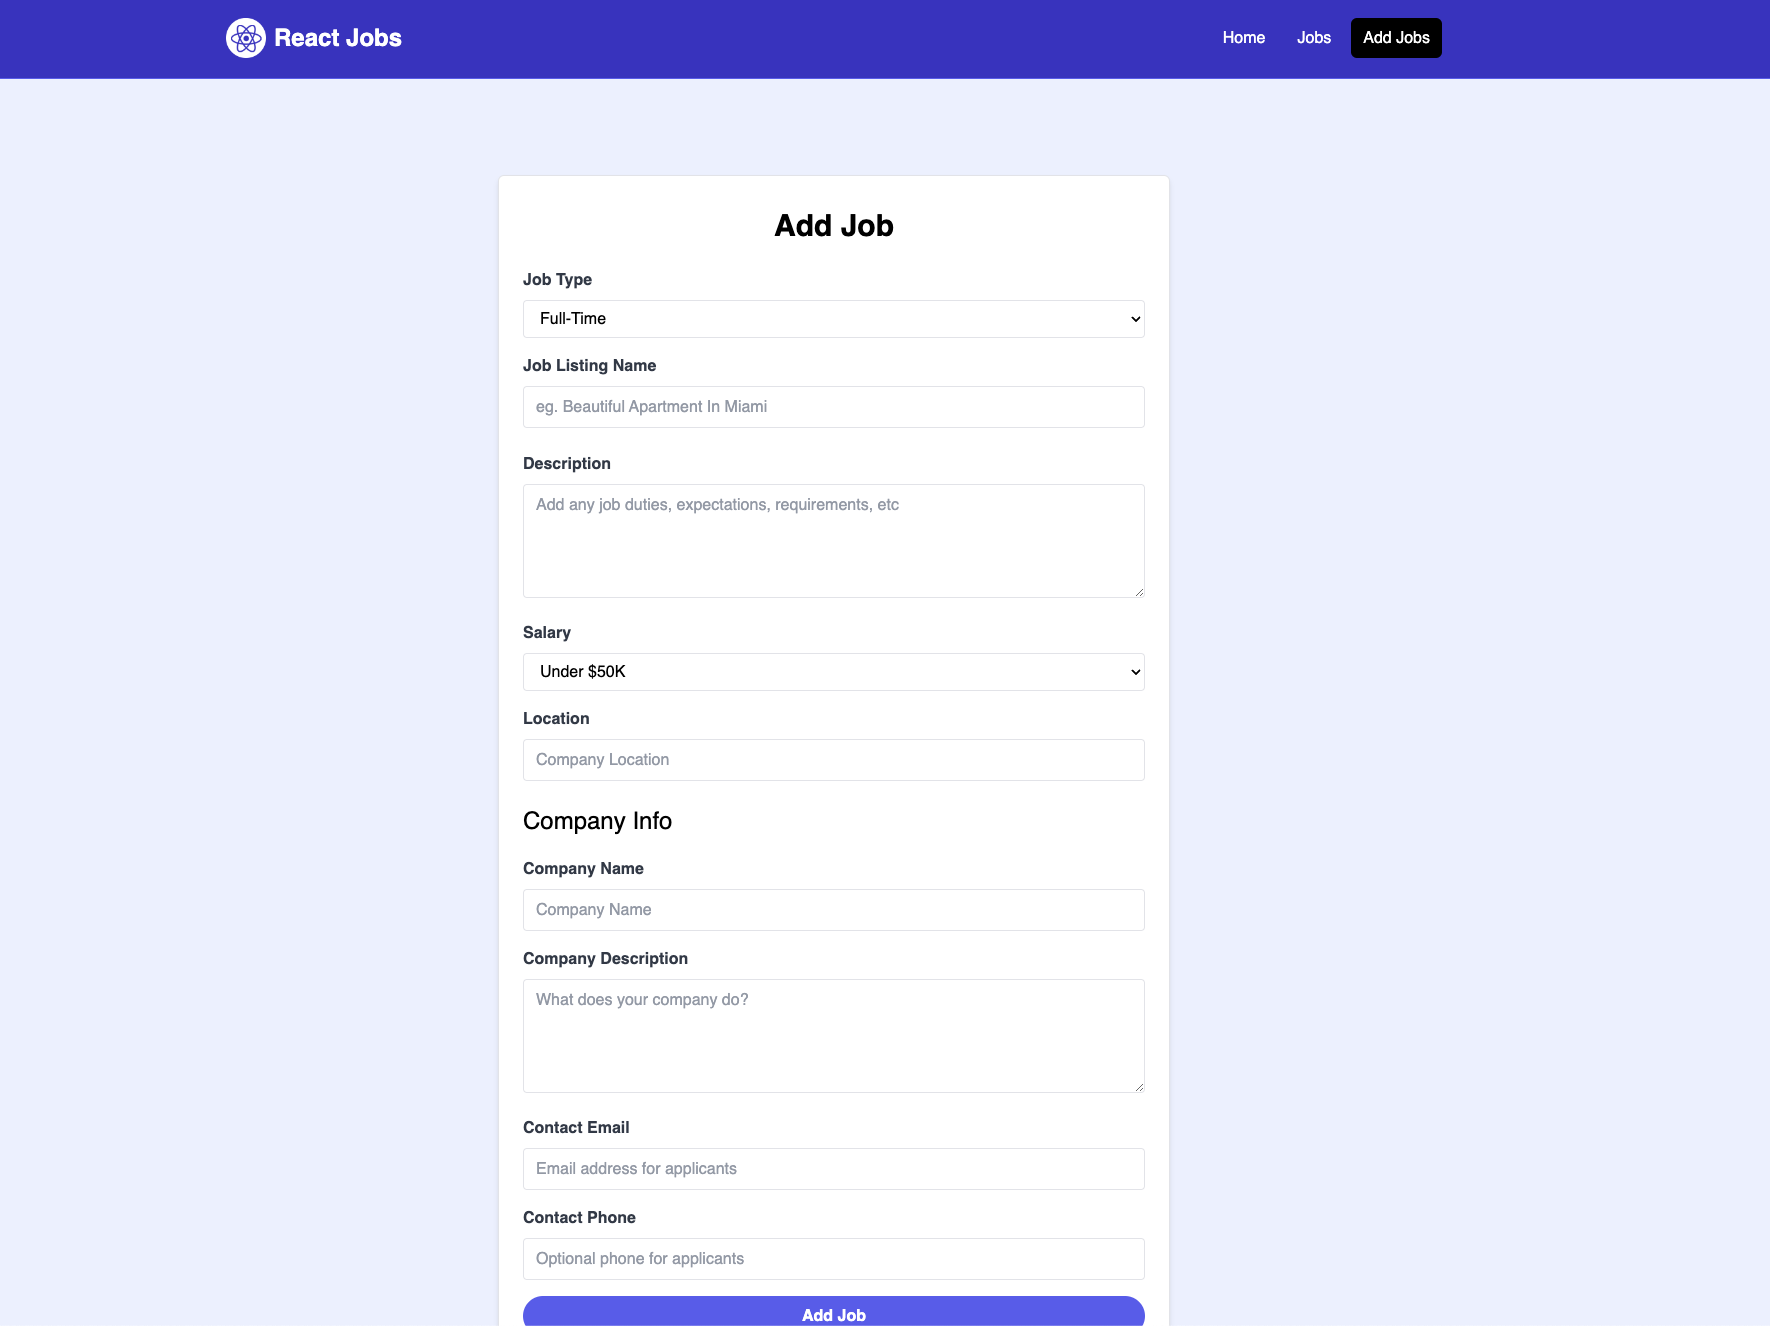 React Jobs
Home Jobs Add Jobs
Add Job
Job Type
Full-Time
Job Listing Name
eg. Beautiful Apartment In Miami
Description
Add any job duties, expectations, requirements, etc
Salary
Under $50K
Location
Company Location
Company Info
Company Name
Company Name
Company Description
What does your company do?
Contact Email
Email address for applicants
Contact Phone
Optional phone for applicants
Add Job